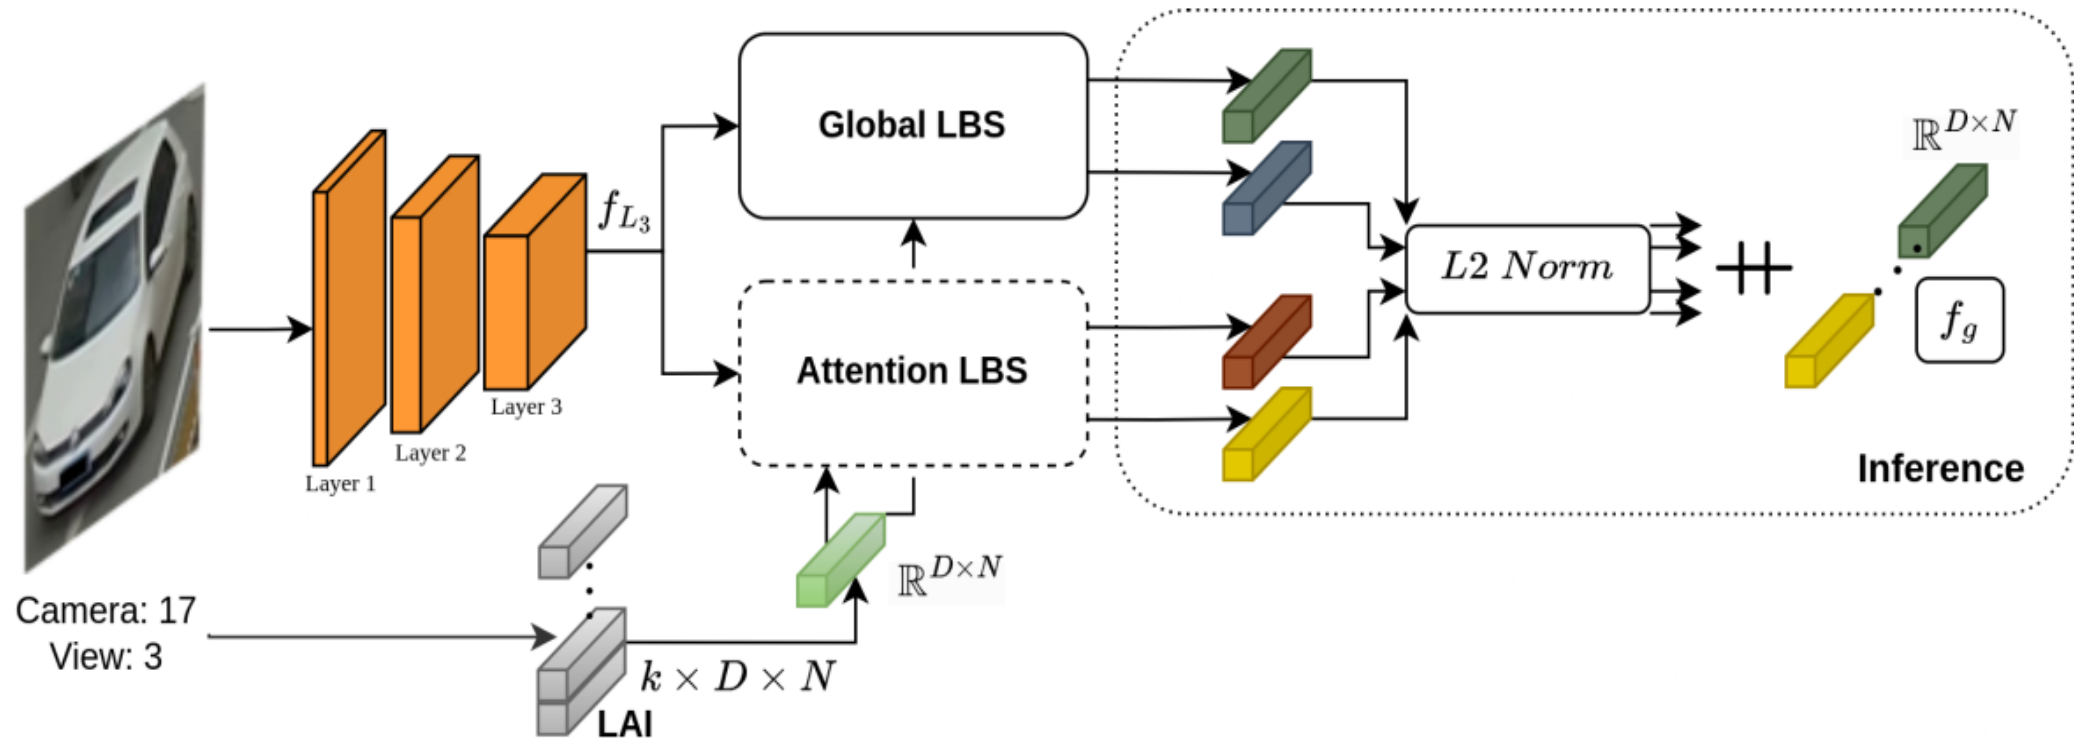 Global LBS
Attention LBS
f_{L_3}
Layer 1
Layer 2
Layer 3
Camera: 17
View: 3
LAI
k × D × N
ℝ^{D×N}
L2 Norm
ℝ^{D×N}
f_g
Inference